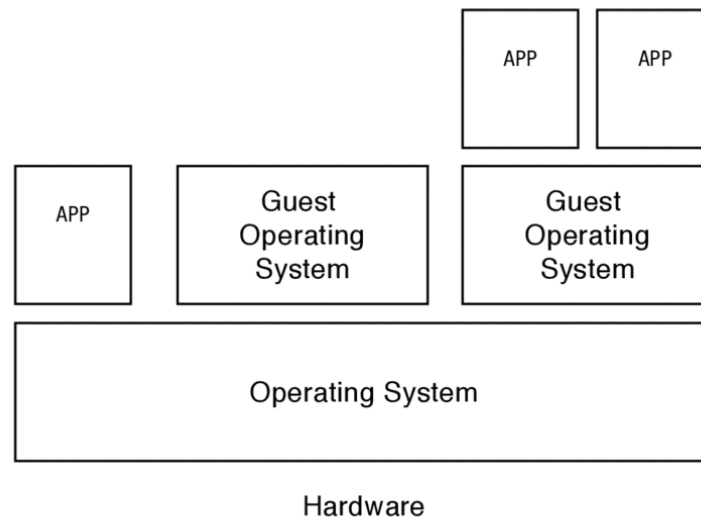 APP
APP
APP
Guest
Operating
System
Guest
Operating
System
Operating System
Hardware